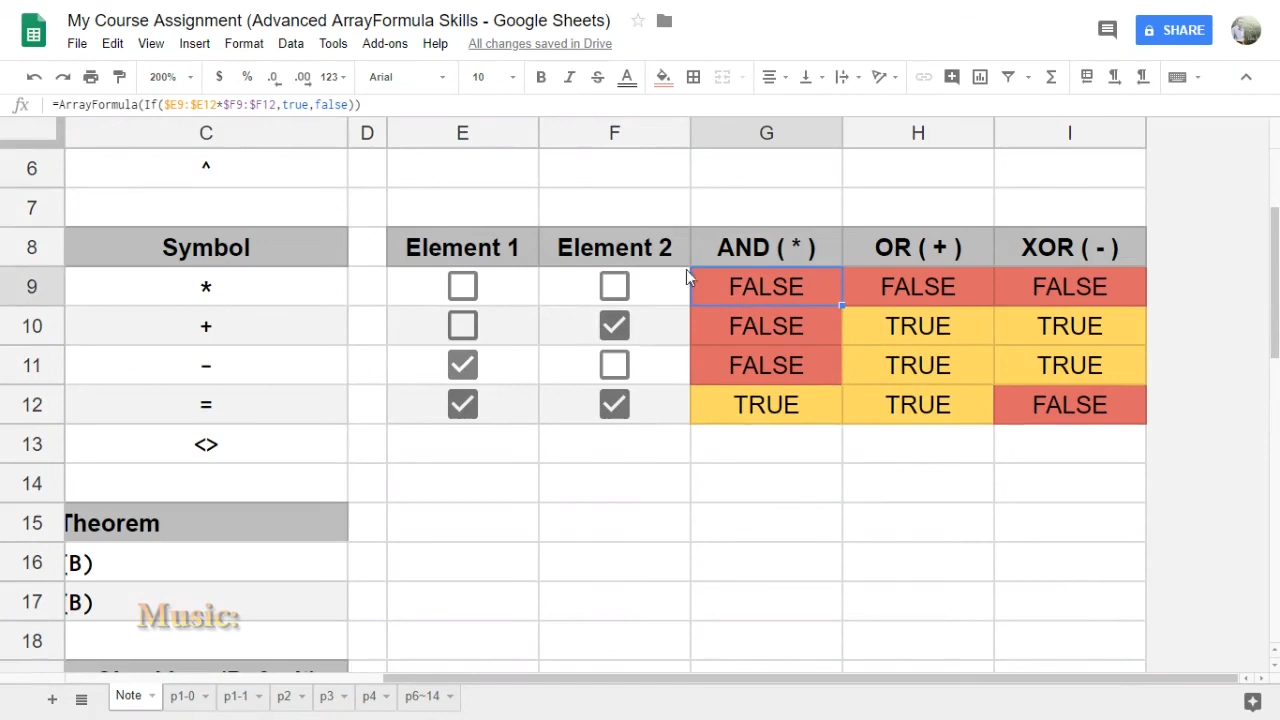 My Course Assignment (Advanced ArrayFormula Skills - Google Sheets)
File Edit View Insert Format Data Tools Add-ons Help All changes saved in Drive
SHARE
200% $ % .0 .00 123 Arial 10 B I S A
fx =ArrayFormula(If($E9:$E12*$F9:$F12,true,false))
C D E F G H I
6 ^
7
8 Symbol Element 1 Element 2 AND ( * ) OR ( + ) XOR ( - )
9 * FALSE FALSE FALSE
10 + FALSE TRUE TRUE
11 - FALSE TRUE TRUE
12 = TRUE TRUE FALSE
13 <>
14
15 Theorem
16 (B)
17 (B)
Music:
18
Note p1-0 p1-1 p2 p3 p4 p6~14